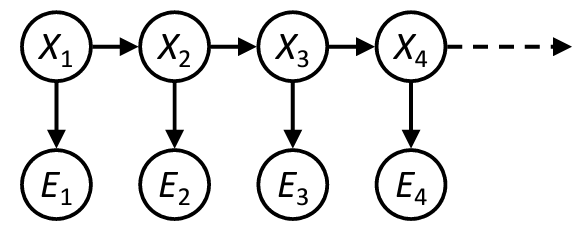 X₁ X₂ X₃ X₄
E₁ E₂ E₃ E₄